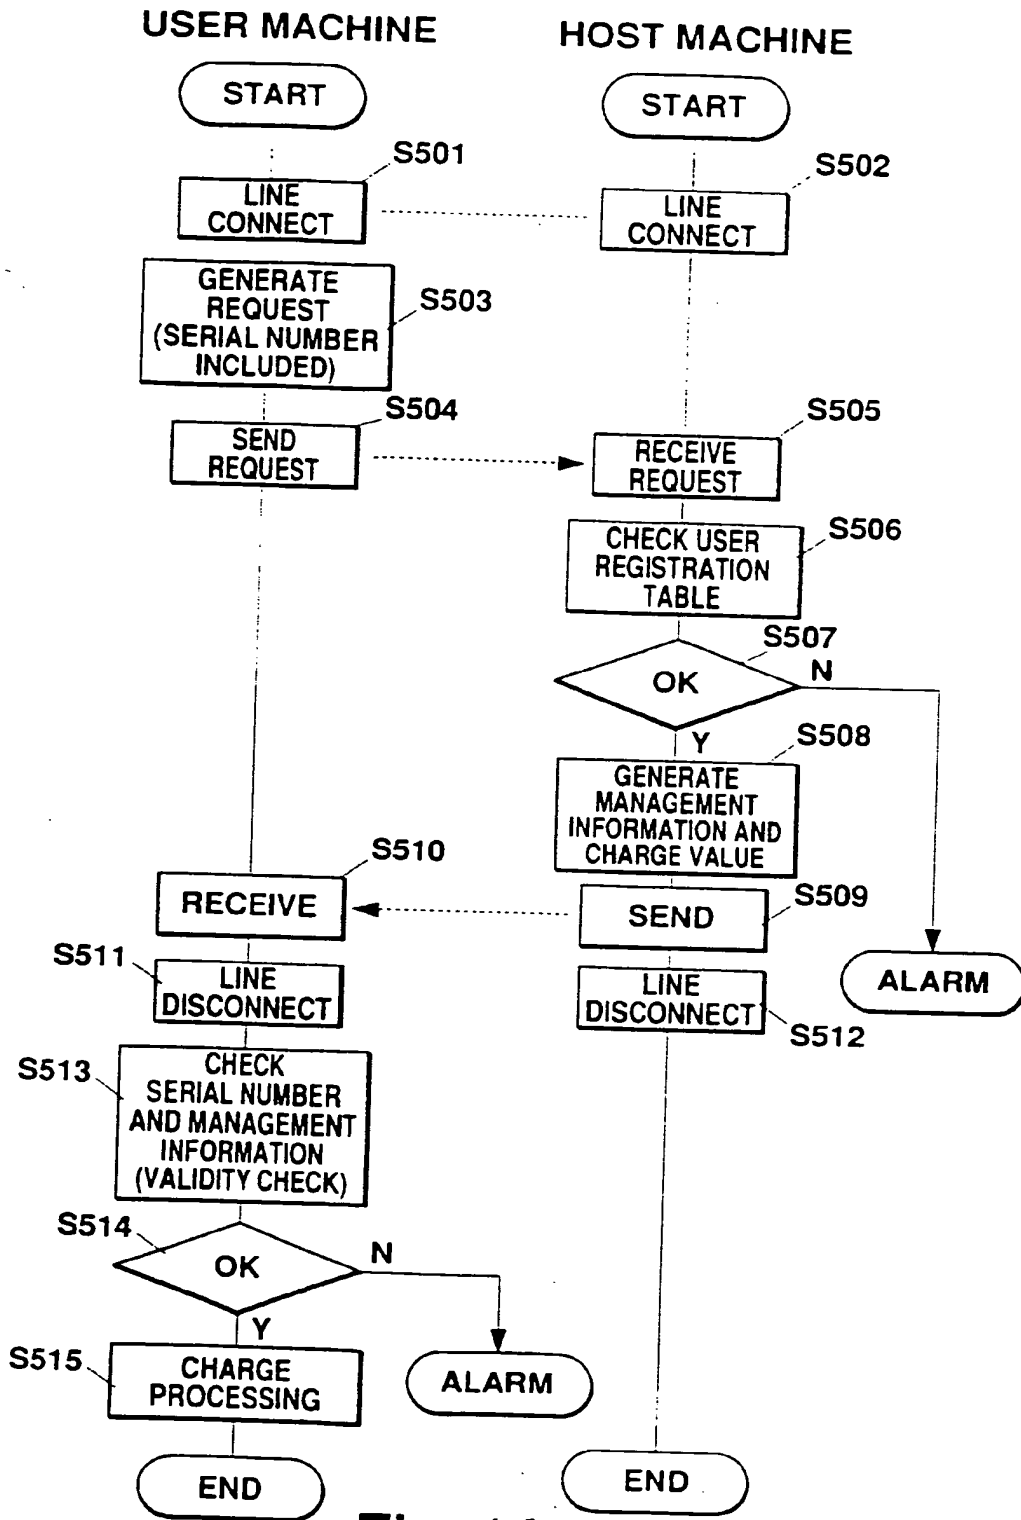 USER MACHINE
HOST MACHINE
START
START
S501
S502
LINE
CONNECT
LINE
CONNECT
GENERATE
REQUEST
(SERIAL NUMBER
INCLUDED)
S503
S504
S505
SEND
REQUEST
RECEIVE
REQUEST
S506
CHECK USER
REGISTRATION
TABLE
S507
OK
N
Y
S508
GENERATE
MANAGEMENT
INFORMATION AND
CHARGE VALUE
S510
RECEIVE
S509
SEND
S511
LINE
DISCONNECT
LINE
DISCONNECT
S512
ALARM
S513
CHECK
SERIAL NUMBER
AND MANAGEMENT
INFORMATION
(VALIDITY CHECK)
S514
OK
N
Y
S515
CHARGE
PROCESSING
ALARM
END
END